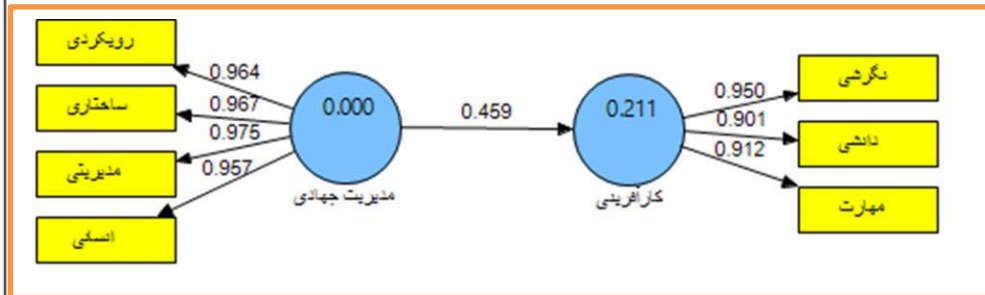 رویکردی
ساختاری
مدیریتی
انسانی
0.964
0.967
0.975
0.957
0.000
مدیریت جهادی
0.459
0.211
کارآفرینی
0.950
0.901
0.912
نگرشی
دانشی
مهارت